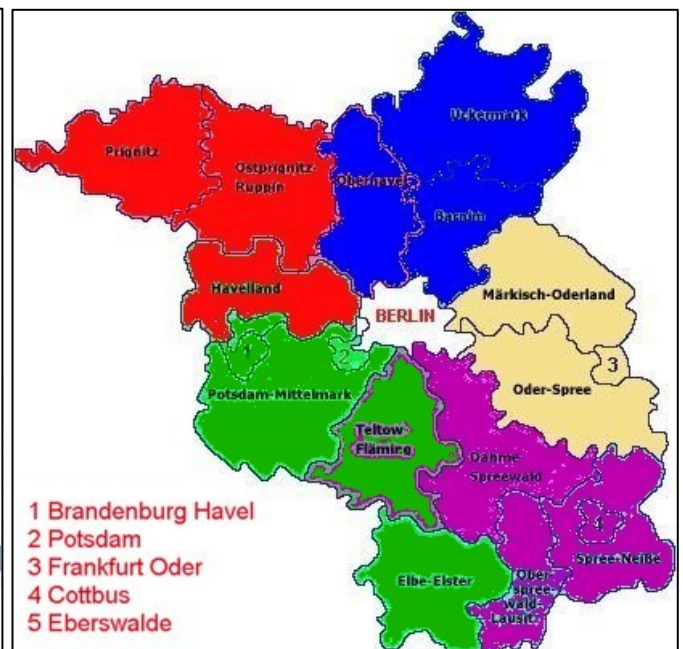 Uckermark
Prignitz
Ostprignitz-
Ruppin
Oberhavel
Barnim
Havelland
Märkisch-Oderland
BERLIN
1
2
3
Oder-Spree
Potsdam-Mittelmark
Teltow-
Fläming
Dahme-
Spreewald
4
Spree-Neiße
Elbe-Elster
Ober-
spree-
wald-
Lausit
1 Brandenburg Havel
2 Potsdam
3 Frankfurt Oder
4 Cottbus
5 Eberswalde